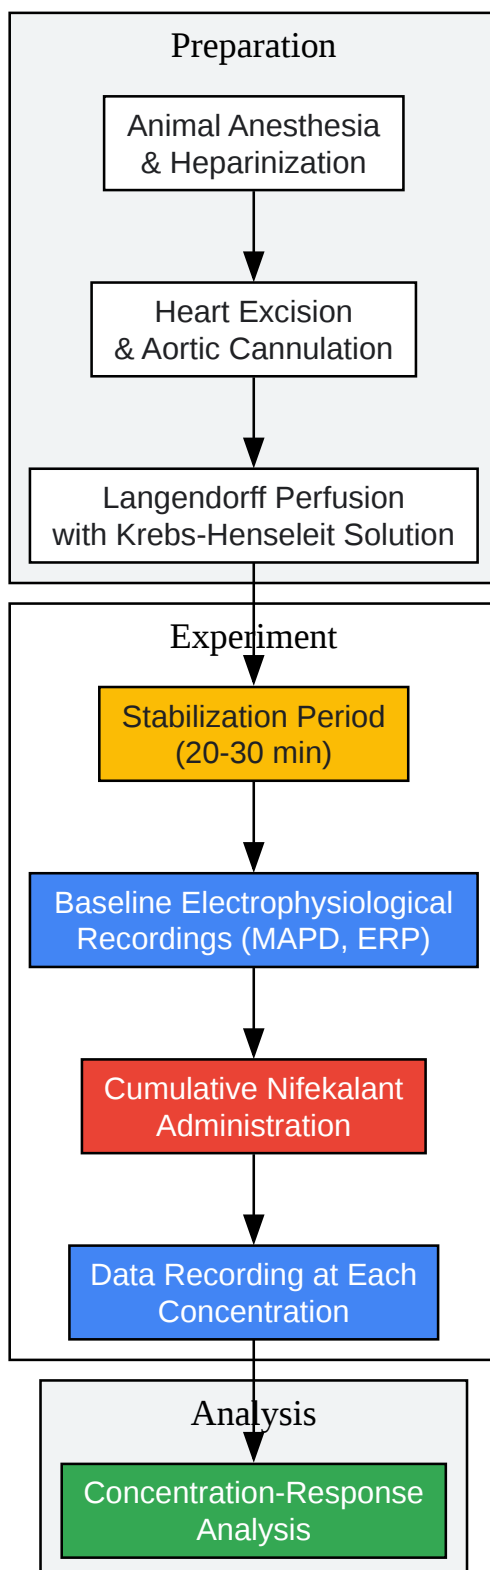 Preparation
Animal Anesthesia
& Heparinization
Heart Excision
& Aortic Cannulation
Langendorff Perfusion
with Krebs-Henseleit Solution
Experiment
Stabilization Period
(20-30 min)
Baseline Electrophysiological
Recordings (MAPD, ERP)
Cumulative Nifekalant
Administration
Data Recording at Each
Concentration
Analysis
Concentration-Response
Analysis